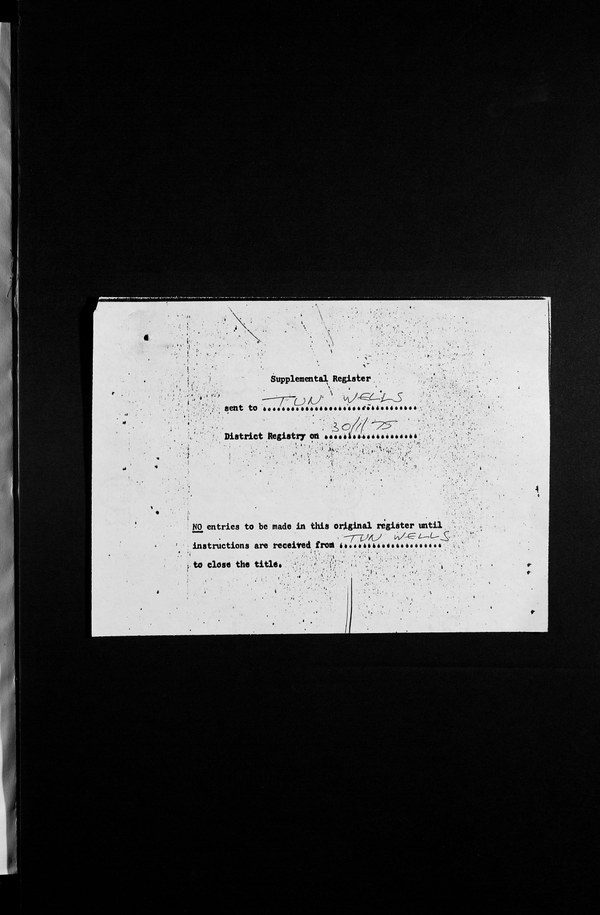 Supplemental Register
sent to TUN WELLS
District Registry on 30/1/75
NO entries to be made in this original register until
instructions are received from TUN WELLS
to close the title.